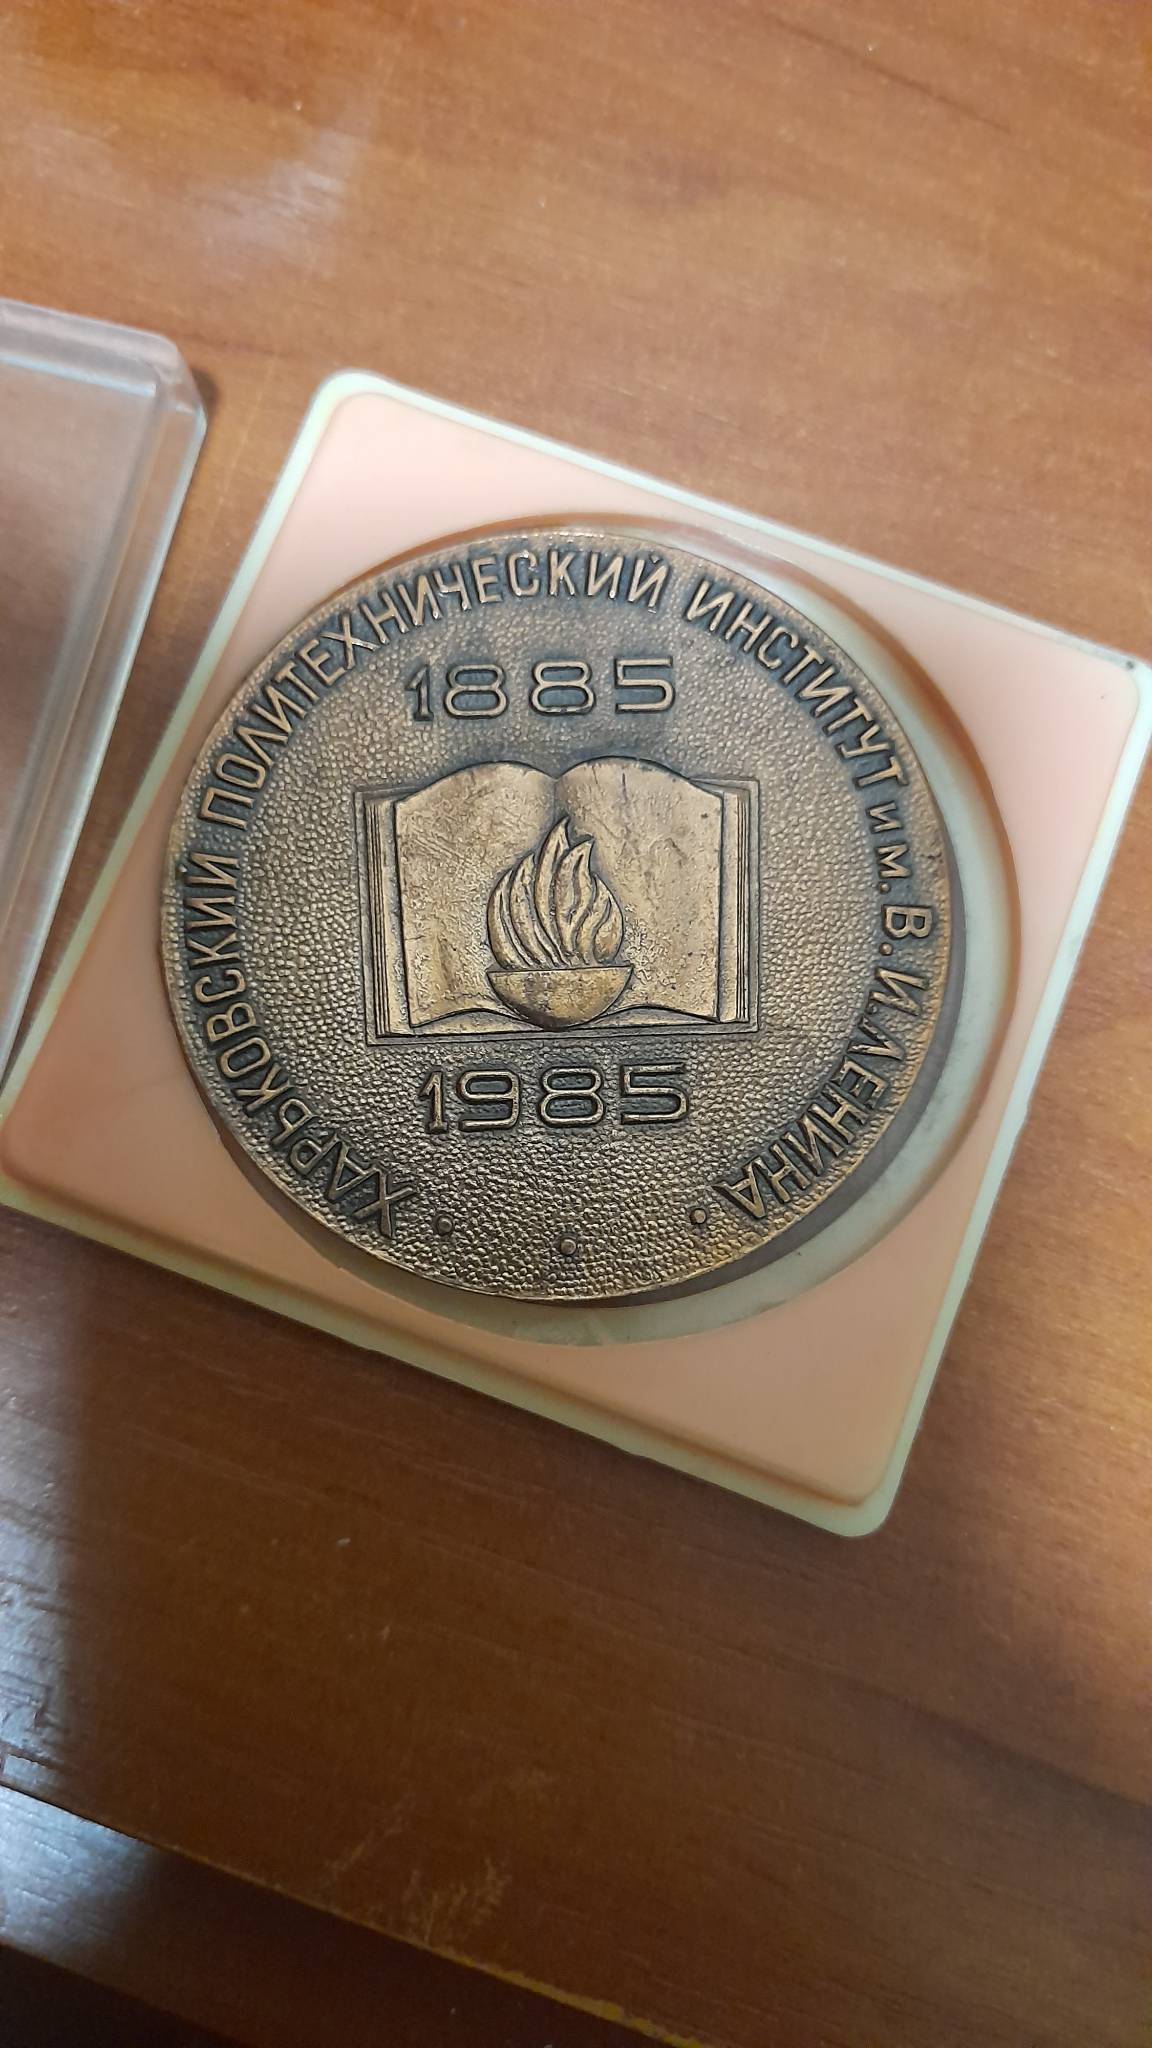 ХАРЬКОВСКИЙ ПОЛИТЕХНИЧЕСКИЙ ИНСТИТУТ им. В. И. ЛЕНИНА
1885
1985